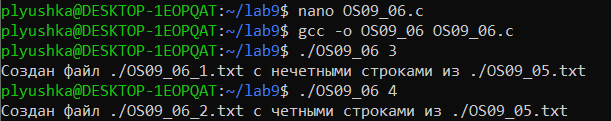 plyushka@DESKTOP-1EOPQAT:~/lab9$ nano OS09_06.c
plyushka@DESKTOP-1EOPQAT:~/lab9$ gcc -o OS09_06 OS09_06.c
plyushka@DESKTOP-1EOPQAT:~/lab9$ ./OS09_06 3
Создан файл ./OS09_06_1.txt с нечетными строками из ./OS09_05.txt
plyushka@DESKTOP-1EOPQAT:~/lab9$ ./OS09_06 4
Создан файл ./OS09_06_2.txt с четными строками из ./OS09_05.txt